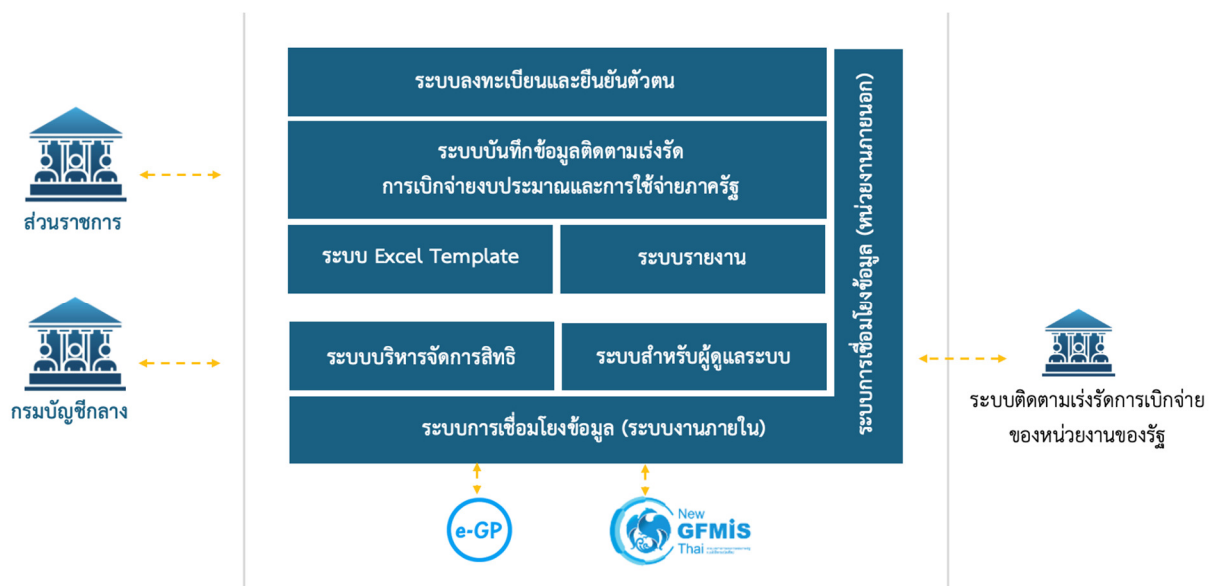 ระบบลงทะเบียนและยืนยันตัวตน
ระบบบันทึกข้อมูลติดตามเร่งรัด
การเบิกจ่ายงบประมาณและการใช้จ่ายภาครัฐ
ระบบ Excel Template
ระบบรายงาน
ระบบบริหารจัดการสิทธิ
ระบบสำหรับผู้ดูแลระบบ
ระบบการเชื่อมโยงข้อมูล (ระบบงานภายใน)
ระบบการเชื่อมโยงข้อมูล (หน่วยงานภายนอก)
ส่วนราชการ
กรมบัญชีกลาง
ระบบติดตามเร่งรัดการเบิกจ่าย
ของหน่วยงานของรัฐ
e-GP
New
GFMiS
Thai